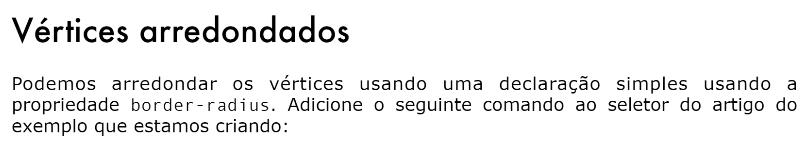 Vértices arredondados
Podemos arredondar os vértices usando uma declaração simples usando a
propriedade border-radius. Adicione o seguinte comando ao seletor do artigo do
exemplo que estamos criando: